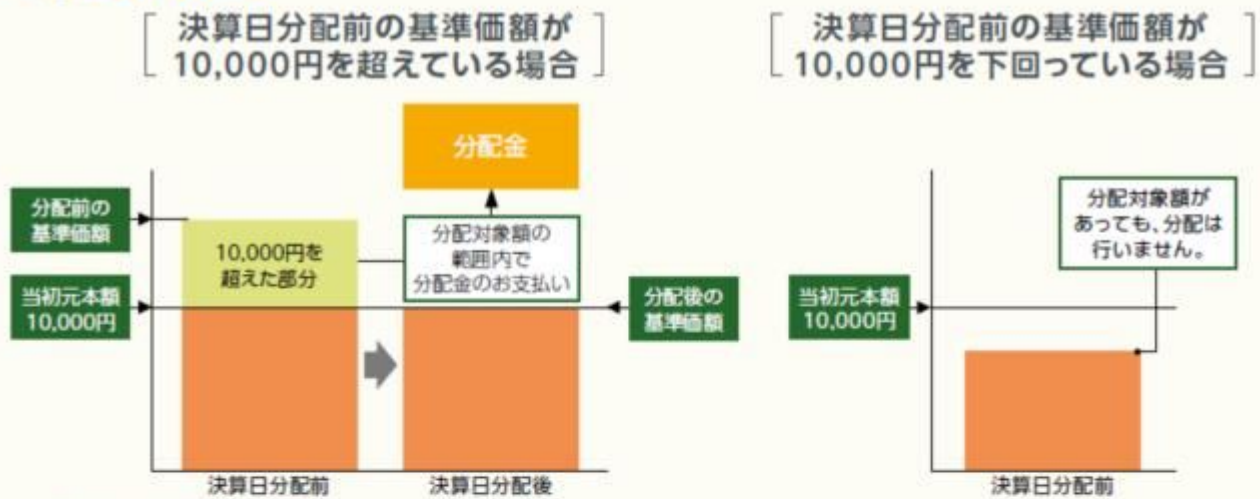 決算日分配前の基準価額が
10,000円を超えている場合
分配金
分配前の
基準価額
10,000円を
超えた部分
分配対象額の
範囲内で
分配金のお支払い
当初元本額
10,000円
分配後の
基準価額
決算日分配前
決算日分配後
決算日分配前の基準価額が
10,000円を下回っている場合
分配対象額が
あっても、分配は
行いません。
当初元本額
10,000円
決算日分配前